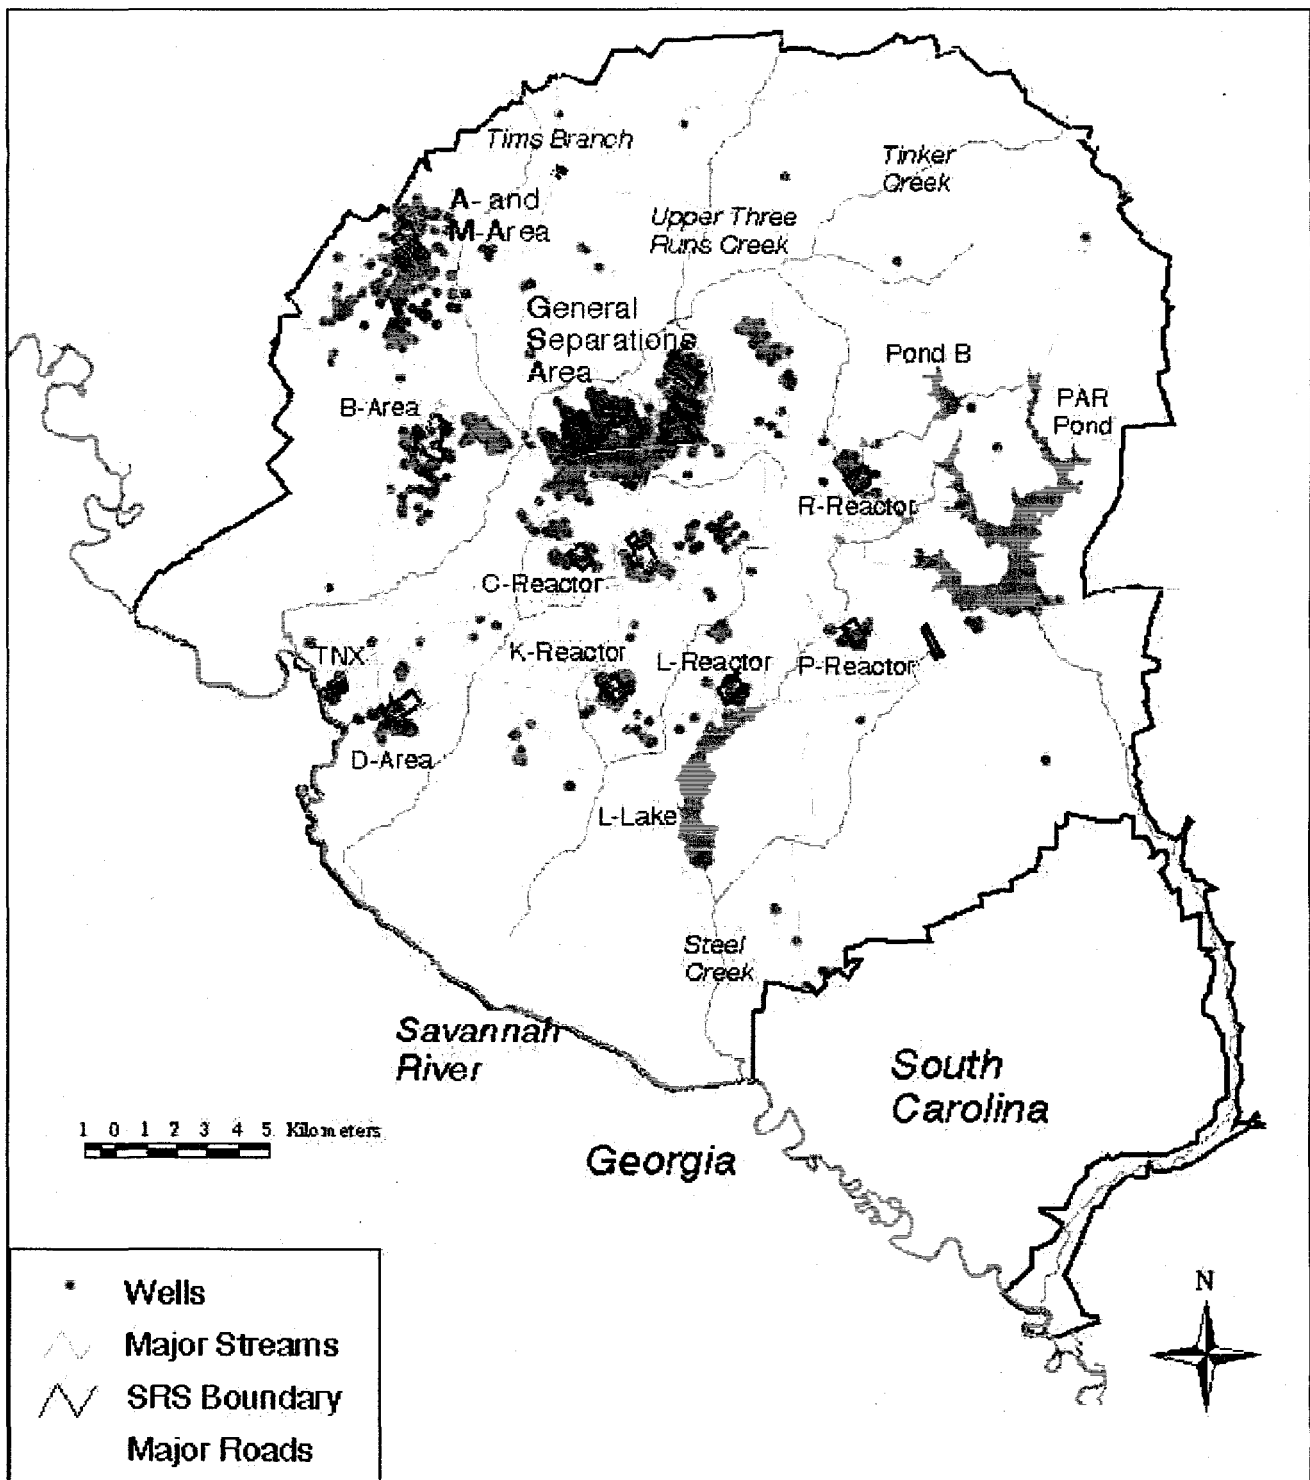 Tims Branch
Tinker
Creek
A- and
M-Area
Upper Three
Runs Creek
General
Separations
Area
Pond B
B-Area
PAR
Pond
R-Reactor
C-Reactor
TNX
K-Reactor
L-Reactor
P-Reactor
D-Area
L-Lake
Steel
Creek
Savannah
River
South
Carolina
1 0 1 2 3 4 5 Kilometers
Georgia
Wells
Major Streams
SRS Boundary
Major Roads
N